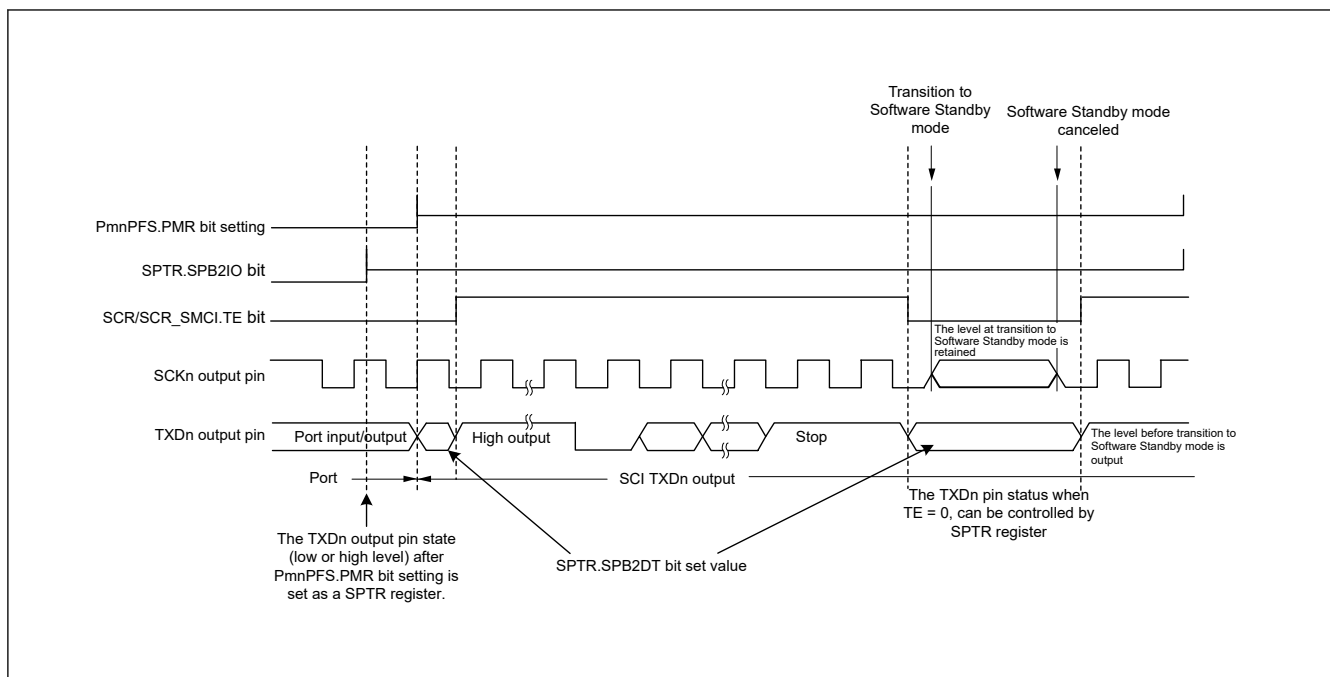 Transition to
Software Standby
mode
Software Standby mode
canceled
PmnPFS.PMR bit setting
SPTR.SPB2IO bit
SCR/SCR_SMCI.TE bit
The level at transition to
Software Standby mode is
retained
SCKn output pin
TXDn output pin
Port input/output
High output
Stop
The level before transition to
Software Standby mode is
output
Port
SCI TXDn output
The TXDn pin status when
TE = 0, can be controlled by
SPTR register
The TXDn output pin state
(low or high level) after
PmnPFS.PMR bit setting is
set as a SPTR register.
SPTR.SPB2DT bit set value